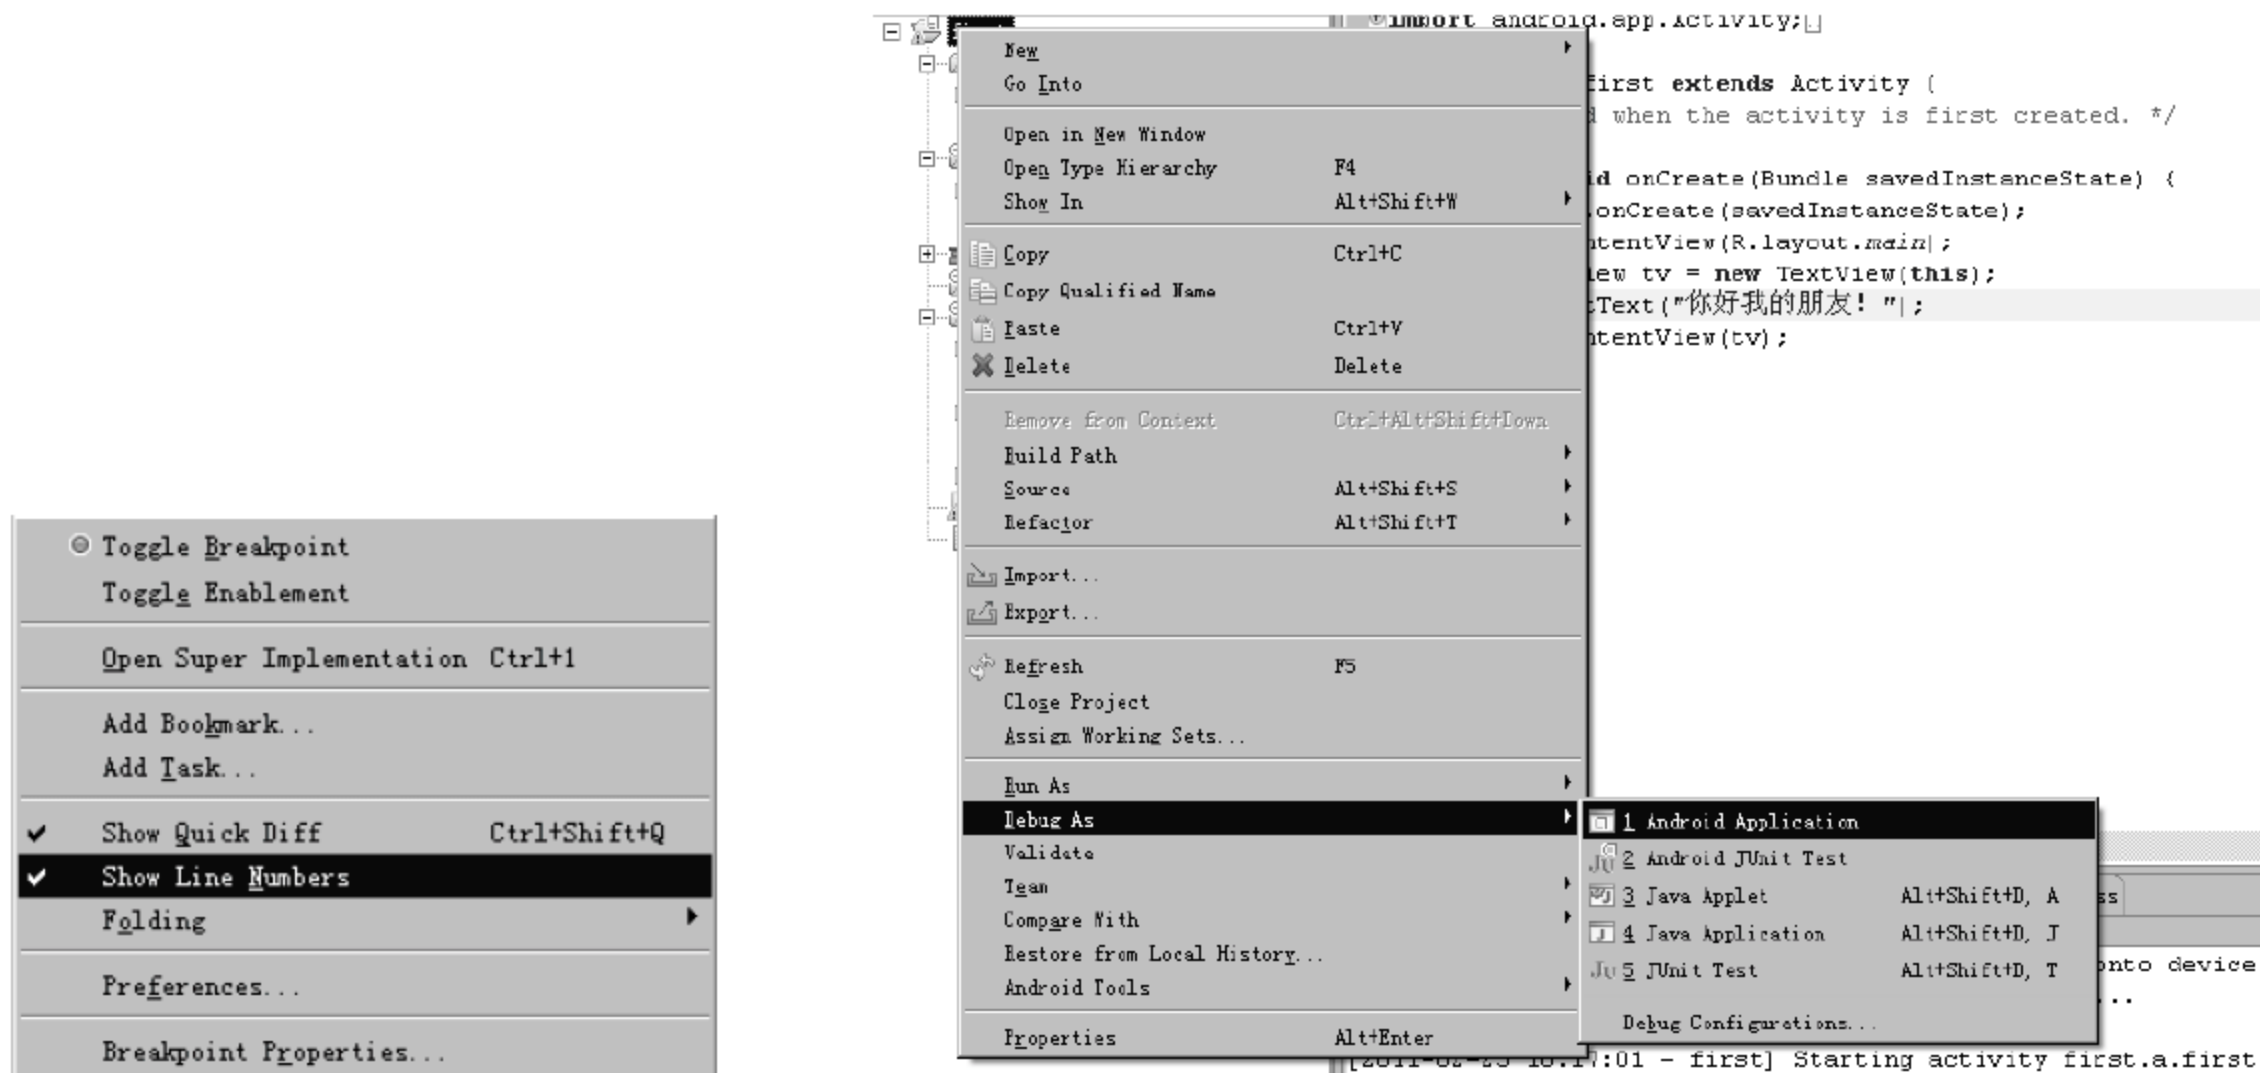 Toggle Breakpoint
Toggle Enablement
Open Super Implementation Ctrl+1
Add Bookmark...
Add Task...
Show Quick Diff Ctrl+Shift+Q
Show Line Numbers
Folding
Preferences...
Breakpoint Properties...
import android.app.Activity;
New
Go Into
Open in New Window
Open Type Hierarchy F4
Show In Alt+Shift+W
Copy Ctrl+C
Copy Qualified Name
Paste Ctrl+V
Delete Delete
Remove from Context Ctrl+Alt+Shift+Down
Build Path
Source Alt+Shift+S
Refactor Alt+Shift+T
Import...
Export...
Refresh F5
Close Project
Assign Working Sets...
Run As
Debug As
Validate
Team
Compare With
Restore from Local History...
Android Tools
Properties Alt+Enter
first extends Activity {
when the activity is first created. */
id onCreate(Bundle savedInstanceState) {
.onCreate(savedInstanceState);
ntentView(R.layout.main);
iew tv = new TextView(this);
tText("你好我的朋友！");
ntentView(tv);
1 Android Application
2 Android JUnit Test
3 Java Applet Alt+Shift+D, A
4 Java Application Alt+Shift+D, J
5 JUnit Test Alt+Shift+D, T
Debug Configurations...
ss
onto device
...
:01 - first] Starting activity first.a.first